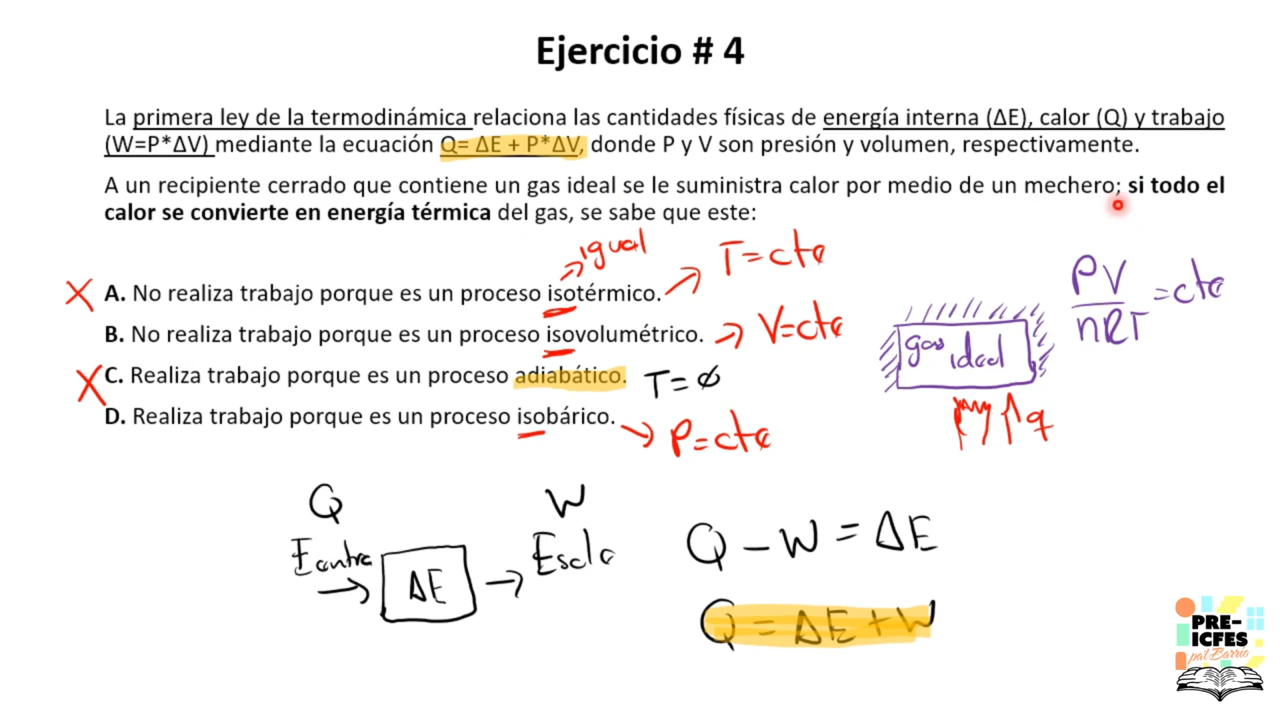 Ejercicio # 4
La primera ley de la termodinámica relaciona las cantidades físicas de energía interna (ΔE), calor (Q) y trabajo
(W=P*ΔV) mediante la ecuación Q= ΔE + P*ΔV, donde P y V son presión y volumen, respectivamente.
A un recipiente cerrado que contiene un gas ideal se le suministra calor por medio de un mechero; si todo el
calor se convierte en energía térmica del gas, se sabe que este:
igual
T=cte
X A. No realiza trabajo porque es un proceso isotérmico.
B. No realiza trabajo porque es un proceso isovolumétrico.
V=cte
X C. Realiza trabajo porque es un proceso adiabático.
T=ø
D. Realiza trabajo porque es un proceso isobárico.
P=cte
PV
nRT
=cte
gas ideal
q
Q
W
Eentra
ΔE
Esale
Q - W = ΔE
Q = ΔE + W
PRE-
ICFES
pal' Barrio